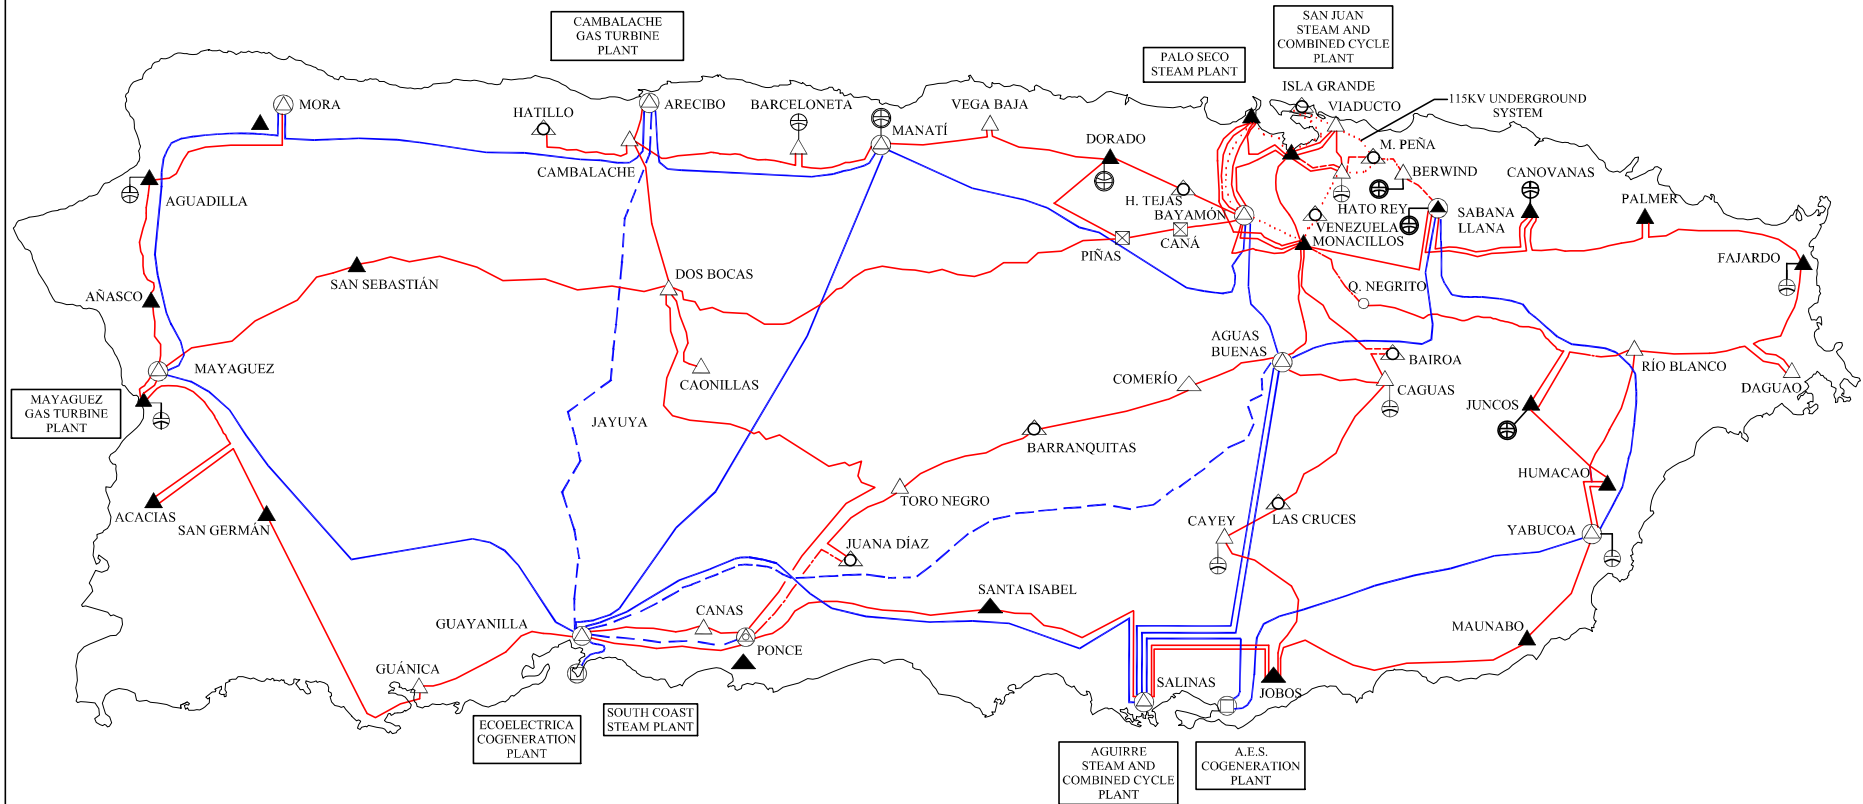 CAMBALACHE
GAS TURBINE
PLANT
SAN JUAN
STEAM AND
COMBINED CYCLE
PLANT
PALO SECO
STEAM PLANT
ISLA GRANDE
VIADUCTO
115KV UNDERGROUND
SYSTEM
MORA
HATILLO
ARECIBO
BARCELONETA
MANATÍ
VEGA BAJA
DORADO
M. PEÑA
BERWIND
CANOVANAS
CAMBALACHE
AGUADILLA
H. TEJAS
BAYAMÓN
HATO REY
SABANA
LLANA
PALMER
CANÁ
VENEZUELA
MONACILLOS
PIÑAS
FAJARDO
SAN SEBASTIÁN
DOS BOCAS
AÑASCO
Q. NEGRITO
AGUAS
BUENAS
BAIROA
RÍO BLANCO
MAYAGUEZ
CAONILLAS
COMERÍO
CAGUAS
DAGUAO
MAYAGUEZ
GAS TURBINE
PLANT
JAYUYA
JUNCOS
BARRANQUITAS
HUMACAO
ACACIAS
SAN GERMÁN
TORO NEGRO
CAYEY
LAS CRUCES
YABUCOA
JUANA DÍAZ
SANTA ISABEL
GUAYANILLA
CANAS
PONCE
MAUNABO
GUÁNICA
SALINAS
JOBOS
ECOELECTRICA
COGENERATION
PLANT
SOUTH COAST
STEAM PLANT
AGUIRRE
STEAM AND
COMBINED CYCLE
PLANT
A.E.S.
COGENERATION
PLANT